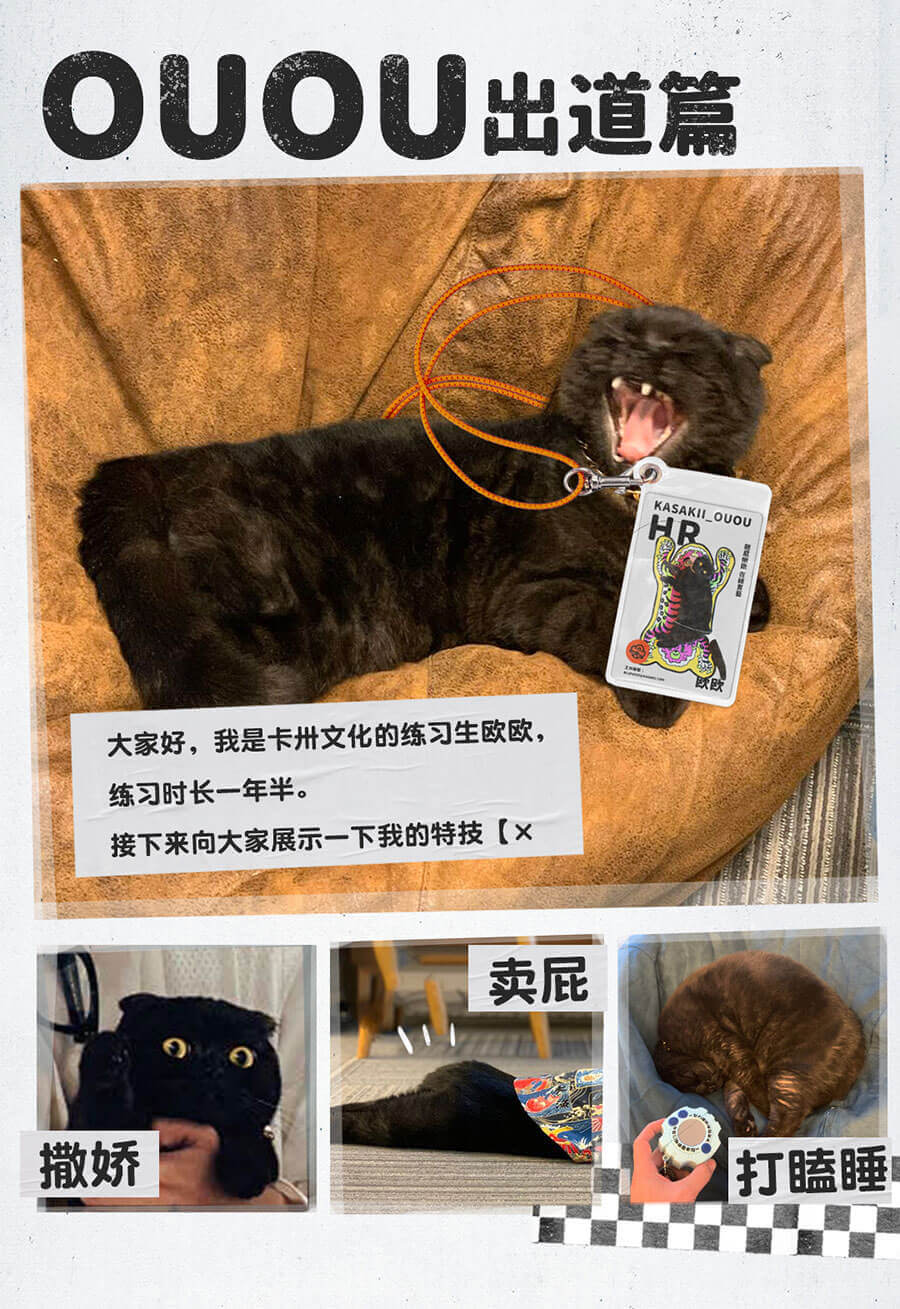 OUOU出道篇
KASAKII_OUOU
HR
欧欧
大家好，我是卡卅文化的练习生欧欧，
练习时长一年半。
接下来向大家展示一下我的特技【×
撒娇
卖屁
打瞌睡